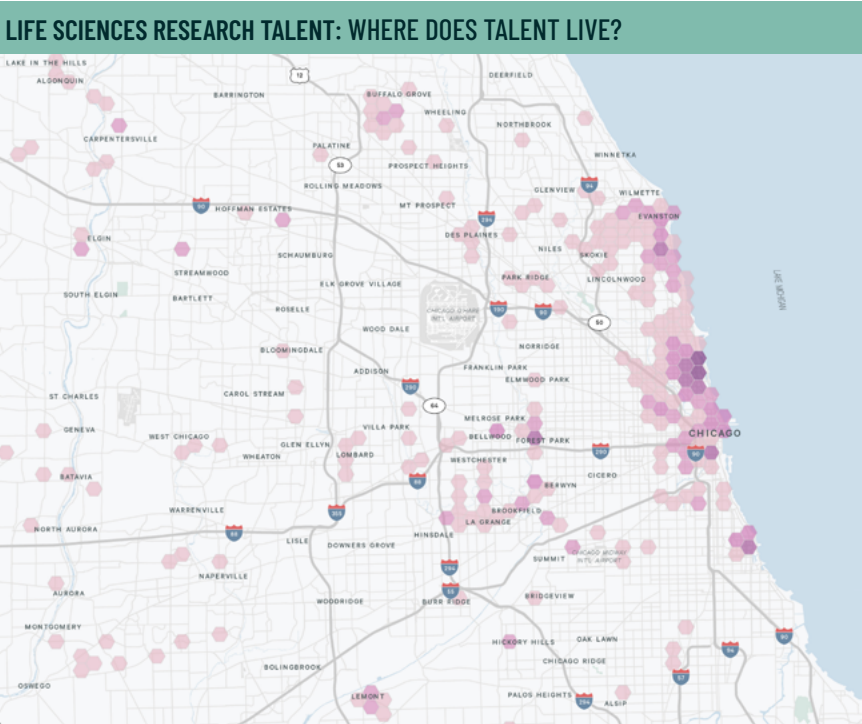 LIFE SCIENCES RESEARCH TALENT: WHERE DOES TALENT LIVE?
LAKE IN THE HILLS
12
DEERFIELD
ALGONQUIN
BARRINGTON
BUFFALO GROVE
WHEELING
NORTHBROOK
CARPENTERSVILLE
PALATINE
WINNETKA
53
PROSPECT HEIGHTS
ROLLING MEADOWS
94
GLENVIEW
WILMETTE
90
HOFFMAN ESTATES
MT PROSPECT
294
EVANSTON
ELGIN
DES PLAINES
NILES
SKOKIE
SCHAUMBURG
STREAMWOOD
PARK RIDGE
LINCOLNWOOD
ELK GROVE VILLAGE
LAKE MICHIGAN
SOUTH ELGIN
BARTLETT
ROSELLE
CHICAGO O'HARE
INT'L AIRPORT
190
90
50
WOOD DALE
NORRIDGE
BLOOMINGDALE
FRANKLIN PARK
ADDISON
ELMWOOD PARK
290
ST CHARLES
CAROL STREAM
64
MELROSE PARK
GENEVA
VILLA PARK
WEST CHICAGO
BELLWOOD
FOREST PARK
CHICAGO
GLEN ELLYN
WHEATON
LOMBARD
290
90
WESTCHESTER
CICERO
BATAVIA
88
BERWYN
WARRENVILLE
355
BROOKFIELD
LA GRANGE
NORTH AURORA
88
HINSDALE
LISLE
DOWNERS GROVE
SUMMIT
CHICAGO MIDWAY
INT'L AIRPORT
294
NAPERVILLE
55
AURORA
WOODRIDGE
BURR RIDGE
BRIDGEVIEW
MONTGOMERY
HICKORY HILLS
OAK LAWN
90
94
CHICAGO RIDGE
BOLINGBROOK
57
OSWEGO
LEMONT
PALOS HEIGHTS
294
ALSIP